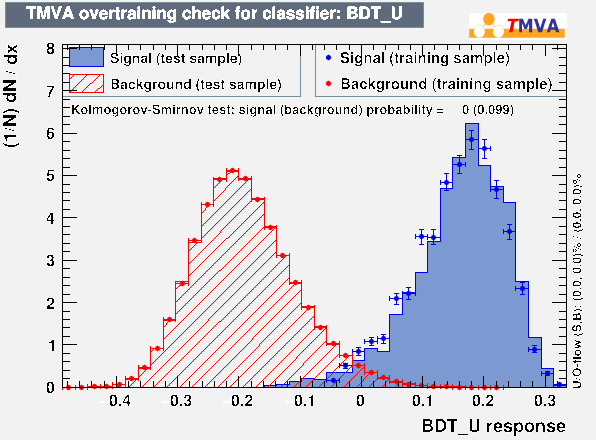 TMVA overtraining check for classifier: BDT_U
TMVA
(1/N) dN / dx
8
7
6
5
4
3
2
1
0
Signal (test sample)
Background (test sample)
Signal (training sample)
Background (training sample)
Kolmogorov-Smirnov test: signal (background) probability = 0 (0.099)
U/O-flow (S,B): (0.0, 0.0)% / (0.0, 0.0)%
−0.4 −0.3 −0.2 −0.1 0 0.1 0.2 0.3
BDT_U response